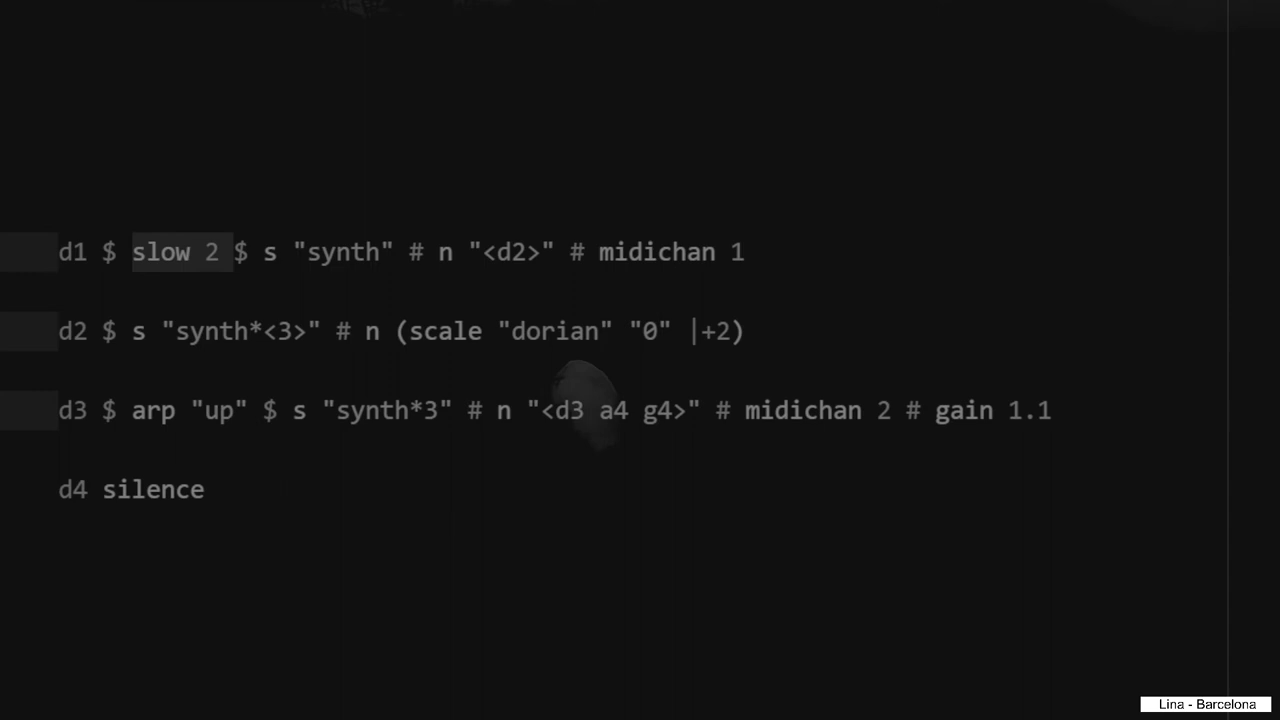 d1 $ slow 2 $ s "synth" # n "<d2>" # midichan 1
d2 $ s "synth*<3>" # n (scale "dorian" "0" |+2)
d3 $ arp "up" $ s "synth*3" # n "<d3 a4 g4>" # midichan 2 # gain 1.1
d4 silence
Lina - Barcelona